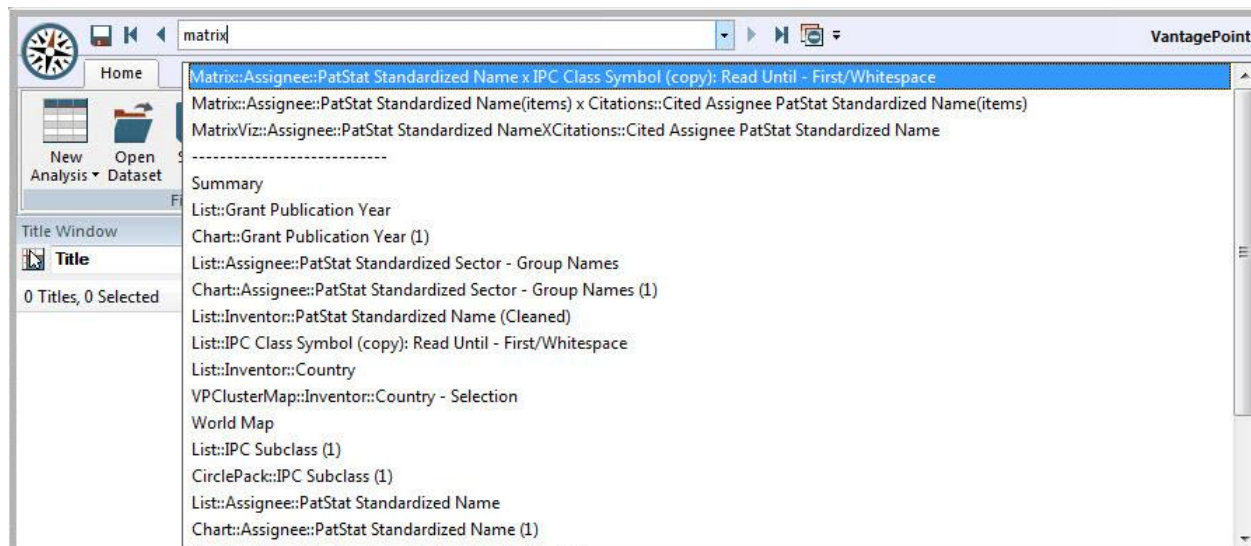 matrix
VantagePoint
Home
Matrix::Assignee::PatStat Standardized Name x IPC Class Symbol (copy): Read Until - First/Whitespace
Matrix::Assignee::PatStat Standardized Name(items) x Citations::Cited Assignee PatStat Standardized Name(items)
MatrixViz::Assignee::PatStat Standardized NameXCitations::Cited Assignee PatStat Standardized Name
----------------------------
New Analysis
Open Dataset
Summary
List::Grant Publication Year
Title Window
Chart::Grant Publication Year (1)
Title
List::Assignee::PatStat Standardized Sector - Group Names
0 Titles, 0 Selected
Chart::Assignee::PatStat Standardized Sector - Group Names (1)
List::Inventor::PatStat Standardized Name (Cleaned)
List::IPC Class Symbol (copy): Read Until - First/Whitespace
List::Inventor::Country
VPClusterMap::Inventor::Country - Selection
World Map
List::IPC Subclass (1)
CirclePack::IPC Subclass (1)
List::Assignee::PatStat Standardized Name
Chart::Assignee::PatStat Standardized Name (1)